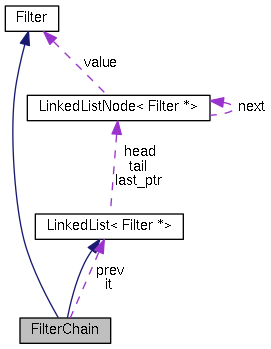 Filter
value
LinkedListNode< Filter *>
next
head
tail
last_ptr
LinkedList< Filter *>
prev
it
FilterChain